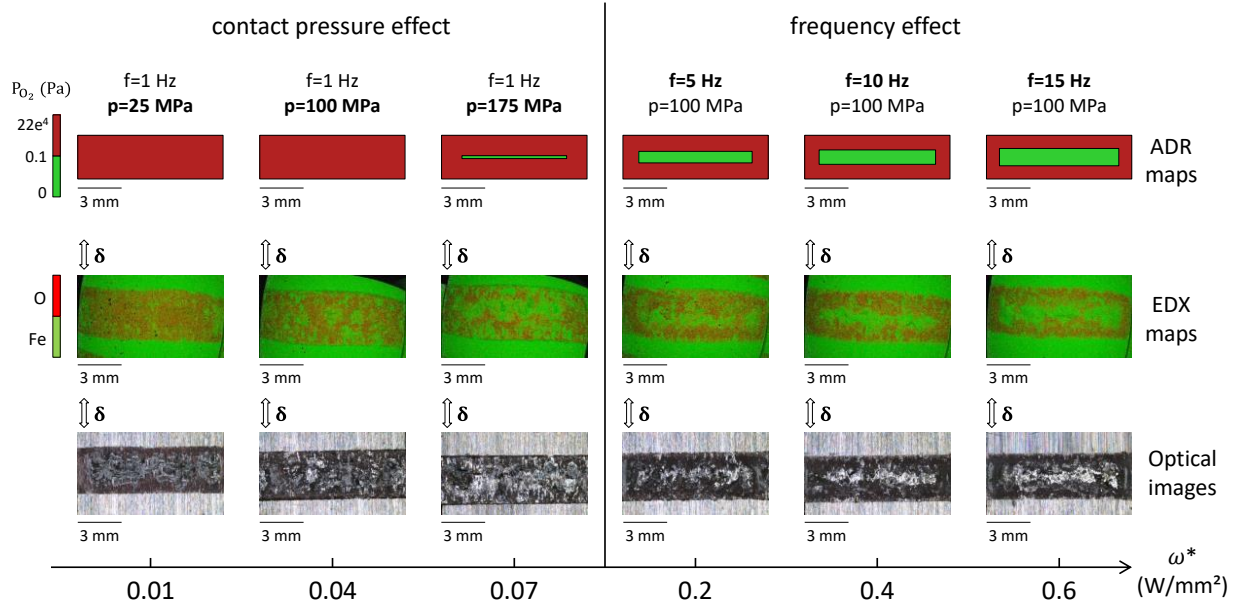 contact pressure effect
frequency effect
f=1 Hz
p=25 MPa
f=1 Hz
p=100 MPa
f=1 Hz
p=175 MPa
f=5 Hz
p=100 MPa
f=10 Hz
p=100 MPa
f=15 Hz
p=100 MPa
P_{O_2} (Pa)
22e⁴
0.1
0
ADR
maps
3 mm
3 mm
3 mm
3 mm
3 mm
3 mm
δ
δ
δ
δ
δ
δ
O
Fe
EDX
maps
3 mm
3 mm
3 mm
3 mm
3 mm
3 mm
δ
δ
δ
δ
δ
δ
Optical
images
3 mm
3 mm
3 mm
3 mm
3 mm
3 mm
0.01
0.04
0.07
0.2
0.4
0.6
ω*
(W/mm²)